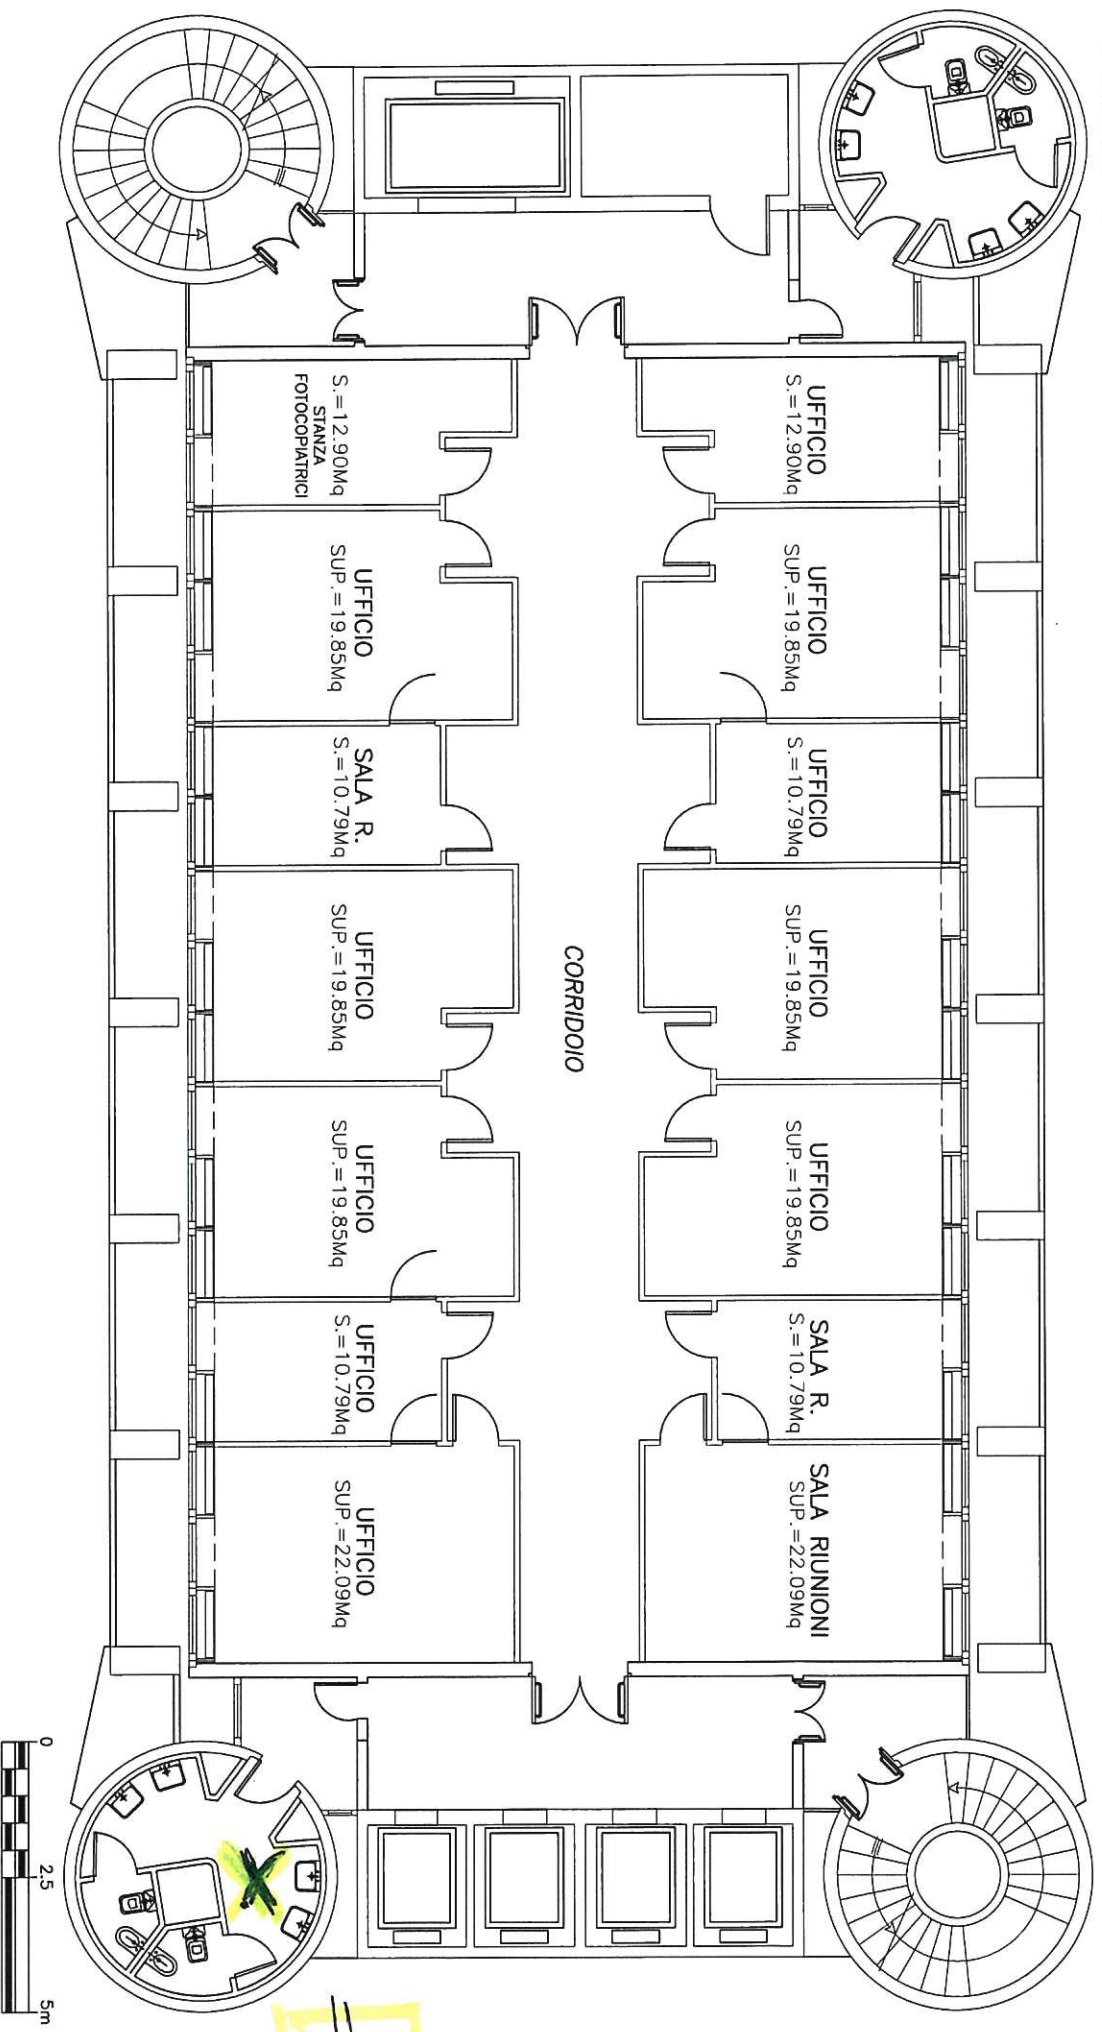 UFFICIO
S.=12.90Mq
UFFICIO
SUP.=19.85Mq
UFFICIO
S.=10.79Mq
UFFICIO
SUP.=19.85Mq
UFFICIO
SUP.=19.85Mq
SALA R.
S.=10.79Mq
SALA RIUNIONI
SUP.=22.09Mq
CORRIDOIO
S.=12.90Mq
STANZA
FOTOCOPIATRICI
UFFICIO
SUP.=19.85Mq
SALA R.
S.=10.79Mq
UFFICIO
SUP.=19.85Mq
UFFICIO
SUP.=19.85Mq
UFFICIO
S.=10.79Mq
UFFICIO
SUP.=22.09Mq
0 2.5 5m